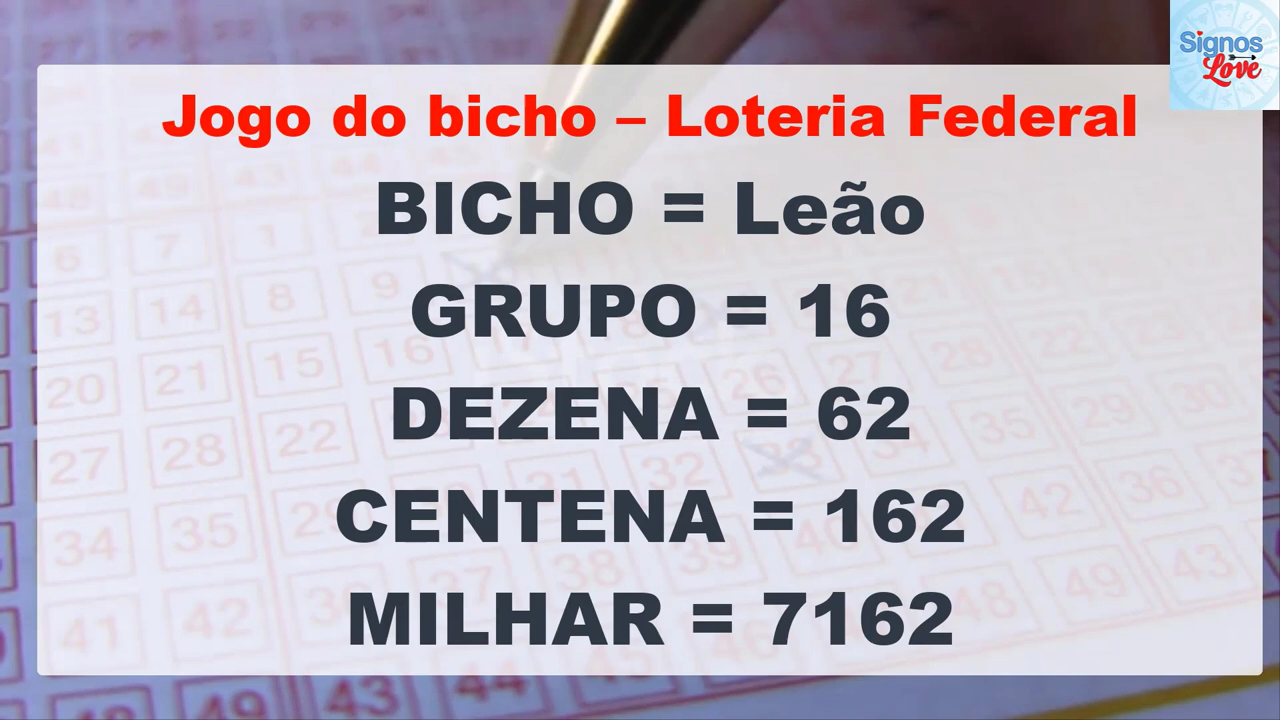 Signos
Love
Jogo do bicho – Loteria Federal
BICHO = Leão
GRUPO = 16
DEZENA = 62
CENTENA = 162
MILHAR = 7162